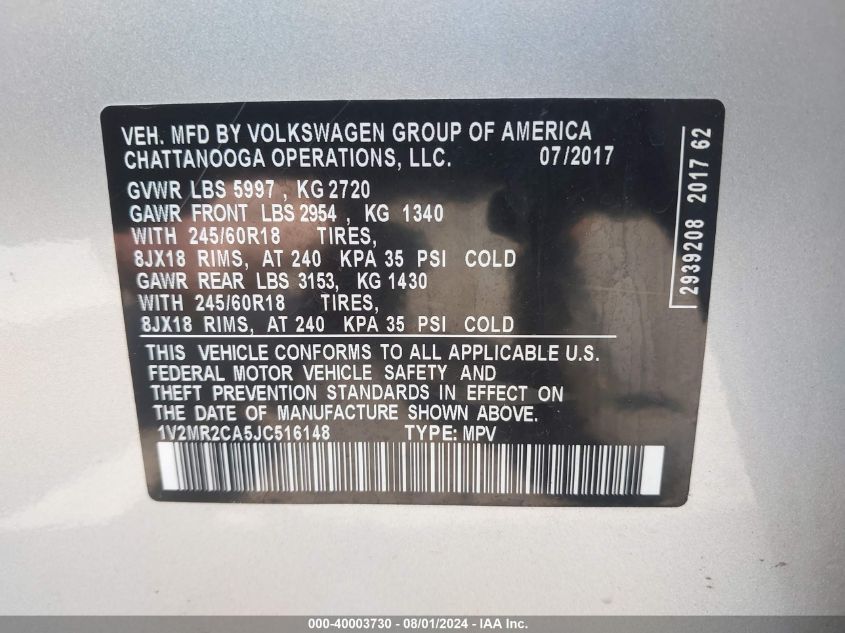 VEH. MFD BY VOLKSWAGEN GROUP OF AMERICA
CHATTANOOGA OPERATIONS, LLC. 07/2017
GVWR LBS 5997 , KG 2720
GAWR FRONT LBS 2954 , KG 1340
WITH 245/60R18 TIRES,
8JX18 RIMS, AT 240 KPA 35 PSI COLD
GAWR REAR LBS 3153, KG 1430
WITH 245/60R18 TIRES,
8JX18 RIMS, AT 240 KPA 35 PSI COLD
THIS VEHICLE CONFORMS TO ALL APPLICABLE U.S.
FEDERAL MOTOR VEHICLE SAFETY AND
THEFT PREVENTION STANDARDS IN EFFECT ON
THE DATE OF MANUFACTURE SHOWN ABOVE.
1V2MR2CA5JC516148 TYPE: MPV
2939208 2017 62
000-40003730 - 08/01/2024 - IAA Inc.